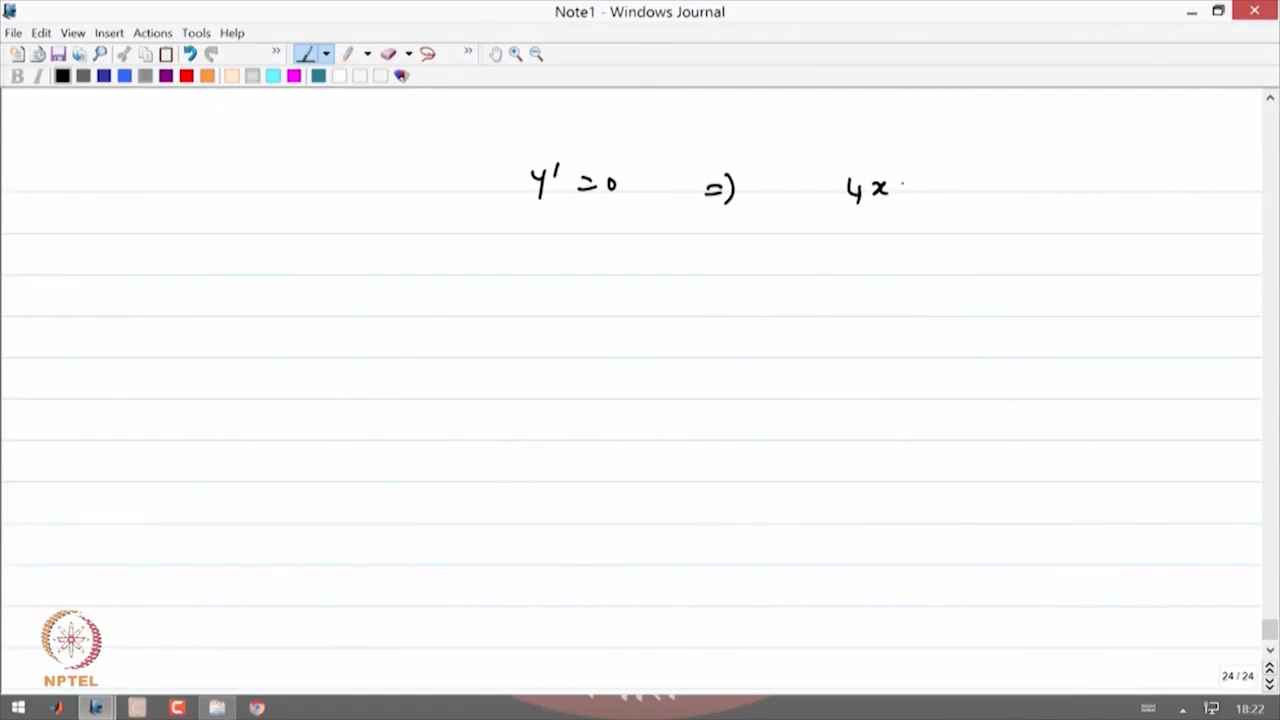 Note1 - Windows Journal
File Edit View Insert Actions Tools Help
B I
y' = 0 => 4x
NPTEL
24 / 24
18:22